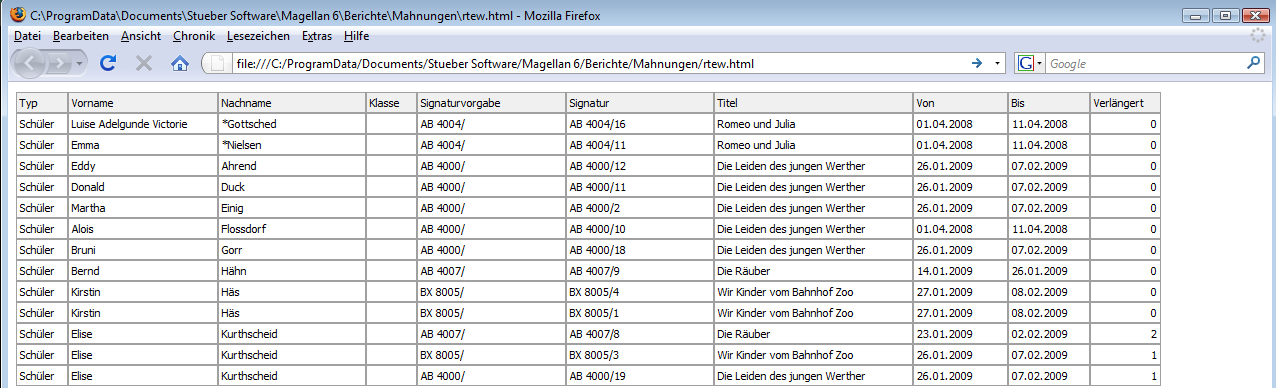 C:\ProgramData\Documents\Stueber Software\Magellan 6\Berichte\Mahnungen\rtew.html - Mozilla Firefox
Datei Bearbeiten Ansicht Chronik Lesezeichen Extras Hilfe
file:///C:/ProgramData/Documents/Stueber Software/Magellan 6/Berichte/Mahnungen/rtew.html G Google
Typ Vorname Nachname Klasse Signaturvorgabe Signatur Titel Von Bis Verlängert
Schüler Luise Adelgunde Victorie *Gottsched AB 4004/ AB 4004/16 Romeo und Julia 01.04.2008 11.04.2008 0
Schüler Emma *Nielsen AB 4004/ AB 4004/11 Romeo und Julia 01.04.2008 11.04.2008 0
Schüler Eddy Ahrend AB 4000/ AB 4000/12 Die Leiden des jungen Werther 26.01.2009 07.02.2009 0
Schüler Donald Duck AB 4000/ AB 4000/11 Die Leiden des jungen Werther 26.01.2009 07.02.2009 0
Schüler Martha Einig AB 4000/ AB 4000/2 Die Leiden des jungen Werther 26.01.2009 07.02.2009 0
Schüler Alois Flossdorf AB 4000/ AB 4000/10 Die Leiden des jungen Werther 01.04.2008 11.04.2008 0
Schüler Bruni Gorr AB 4000/ AB 4000/18 Die Leiden des jungen Werther 26.01.2009 07.02.2009 0
Schüler Bernd Hähn AB 4007/ AB 4007/9 Die Räuber 14.01.2009 26.01.2009 0
Schüler Kirstin Häs BX 8005/ BX 8005/4 Wir Kinder vom Bahnhof Zoo 27.01.2009 08.02.2009 0
Schüler Kirstin Häs BX 8005/ BX 8005/1 Wir Kinder vom Bahnhof Zoo 27.01.2009 08.02.2009 0
Schüler Elise Kurthscheid AB 4007/ AB 4007/8 Die Räuber 23.01.2009 02.02.2009 2
Schüler Elise Kurthscheid BX 8005/ BX 8005/3 Wir Kinder vom Bahnhof Zoo 26.01.2009 07.02.2009 1
Schüler Elise Kurthscheid AB 4000/ AB 4000/19 Die Leiden des jungen Werther 26.01.2009 07.02.2009 1